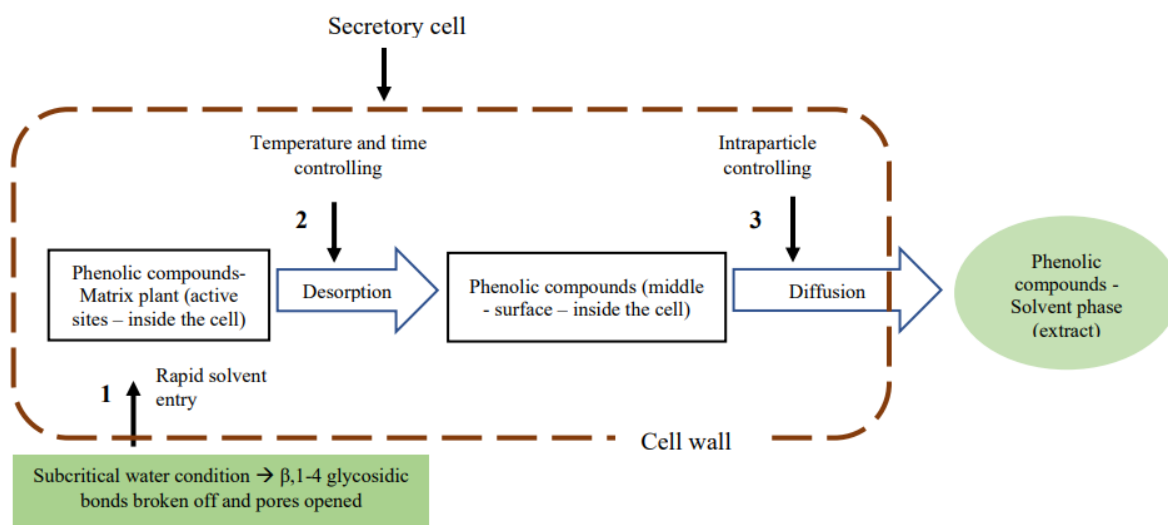 Secretory cell
Temperature and time
controlling
Intraparticle
controlling
2
3
Phenolic compounds-
Matrix plant (active
sites – inside the cell)
Desorption
Phenolic compounds (middle
- surface – inside the cell)
Diffusion
Phenolic
compounds -
Solvent phase
(extract)
1
Rapid solvent
entry
Cell wall
Subcritical water condition → β,1-4 glycosidic
bonds broken off and pores opened